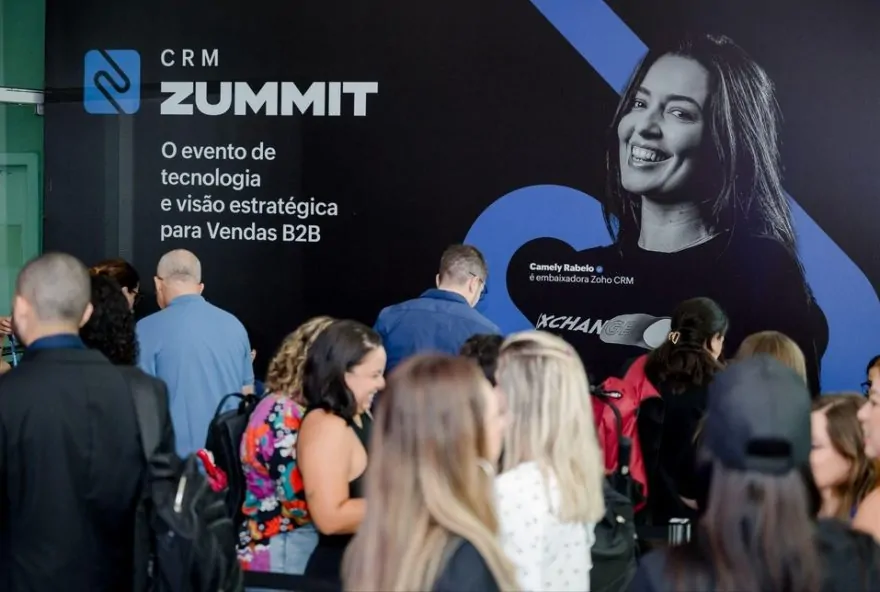 CRM
ZUMMIT
O evento de
tecnologia
e visão estratégica
para Vendas B2B
Camely Rabelo
é embaixadora Zoho CRM
XCHANGE